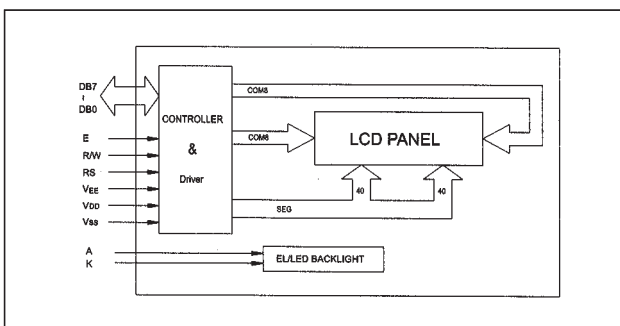 DB7
~
DB0
E
R/W
RS
VEE
VDD
VSS
A
K
CONTROLLER
&
Driver
COM8
COM8
SEG
LCD PANEL
40
40
EL/LED BACKLIGHT